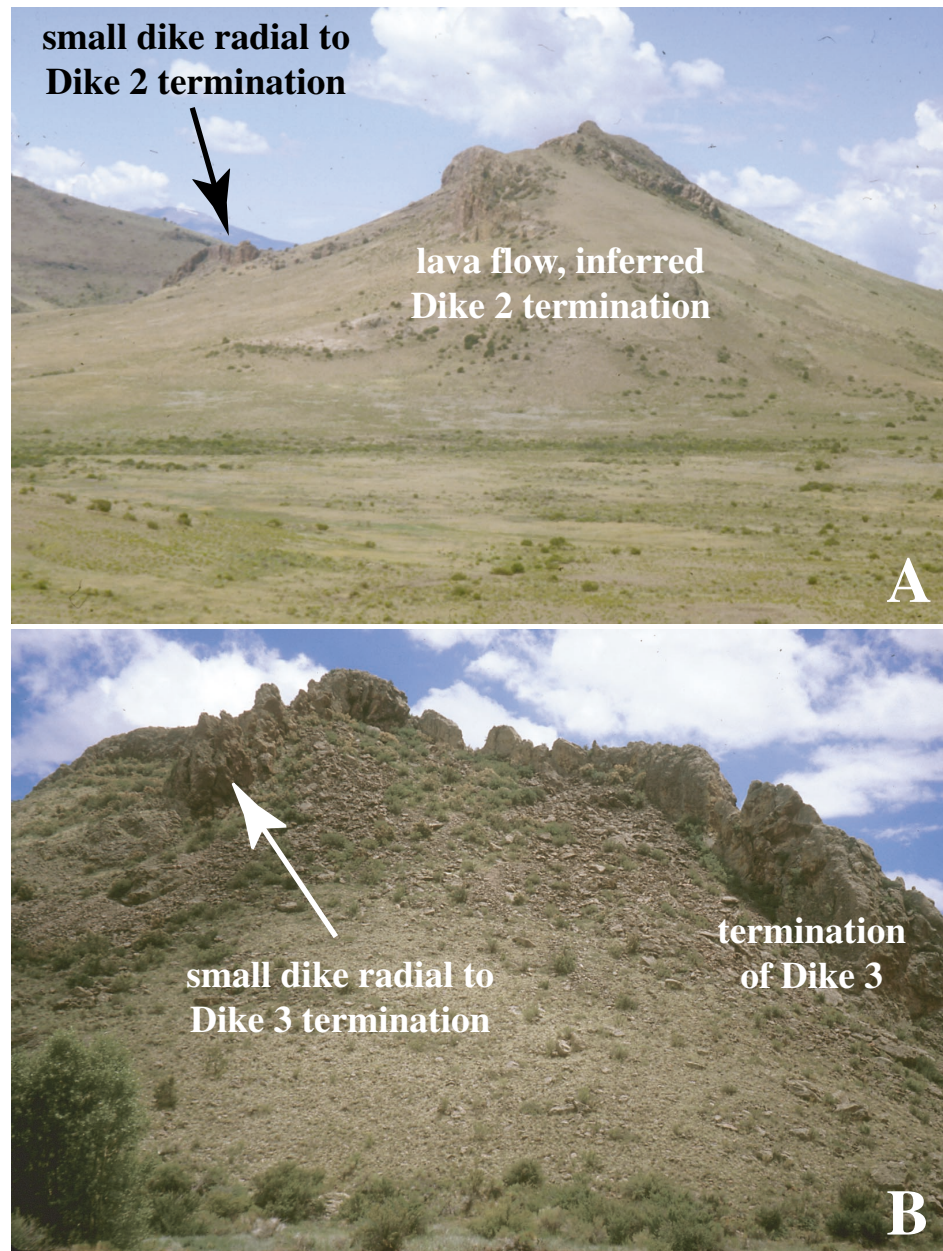 small dike radial to
Dike 2 termination
lava flow, inferred
Dike 2 termination
A
small dike radial to
Dike 3 termination
termination
of Dike 3
B